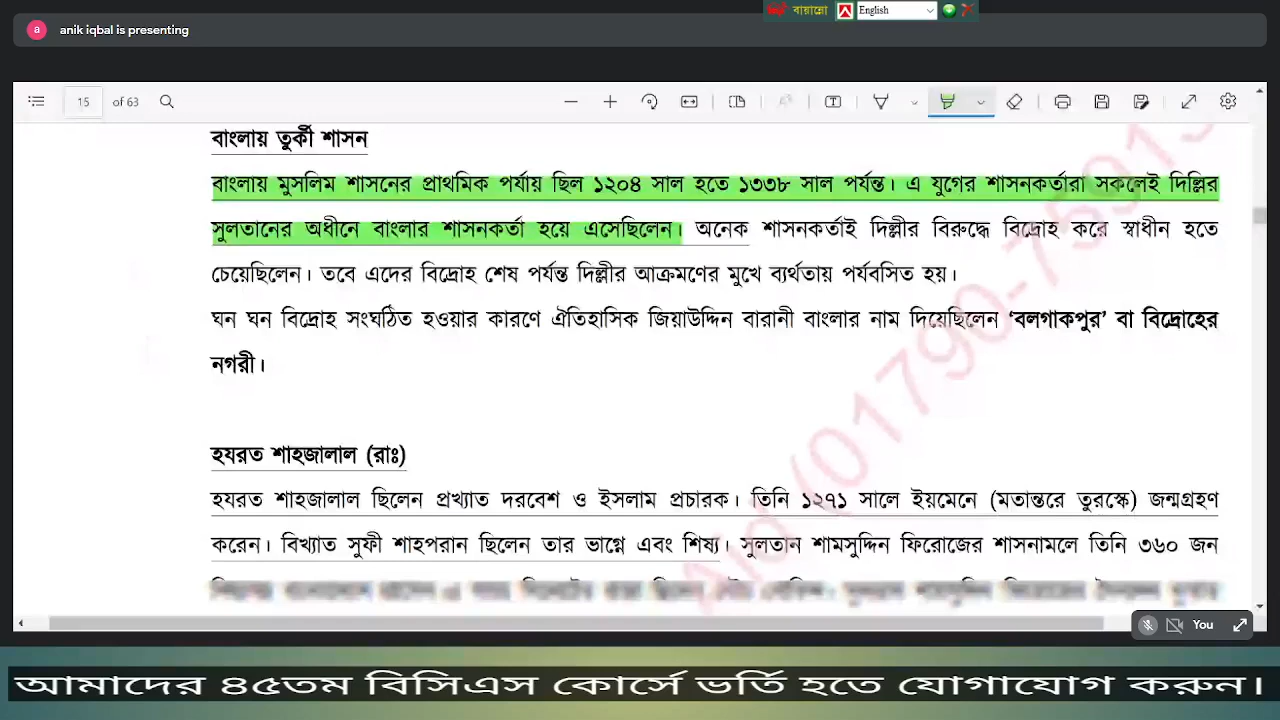 বায়ান্নো English
a anik iqbal is presenting
15 of 63
বাংলায় তুর্কী শাসন
বাংলায় মুসলিম শাসনের প্রাথমিক পর্যায় ছিল ১২০৪ সাল হতে ১৩৩৮ সাল পর্যন্ত। এ যুগের শাসনকর্তারা সকলেই দিল্লির
সুলতানের অধীনে বাংলার শাসনকর্তা হয়ে এসেছিলেন। অনেক শাসনকর্তাই দিল্লীর বিরুদ্ধে বিদ্রোহ করে স্বাধীন হতে
চেয়েছিলেন। তবে এদের বিদ্রোহ শেষ পর্যন্ত দিল্লীর আক্রমণের মুখে ব্যর্থতায় পর্যবসিত হয়।
ঘন ঘন বিদ্রোহ সংঘঠিত হওয়ার কারণে ঐতিহাসিক জিয়াউদ্দিন বারানী বাংলার নাম দিয়েছিলেন ‘বলগাকপুর’ বা বিদ্রোহের
নগরী।
হযরত শাহজালাল (রাঃ)
হযরত শাহজালাল ছিলেন প্রখ্যাত দরবেশ ও ইসলাম প্রচারক। তিনি ১২৭১ সালে ইয়মেনে (মতান্তরে তুরস্কে) জন্মগ্রহণ
করেন। বিখ্যাত সুফী শাহপরান ছিলেন তার ভাগ্নে এবং শিষ্য। সুলতান শামসুদ্দিন ফিরোজের শাসনামলে তিনি ৩৬০ জন
Aid (01790-75913
You
আমাদের ৪৫তম বিসিএস কোর্সে ভর্তি হতে যোগাযোগ করুন।